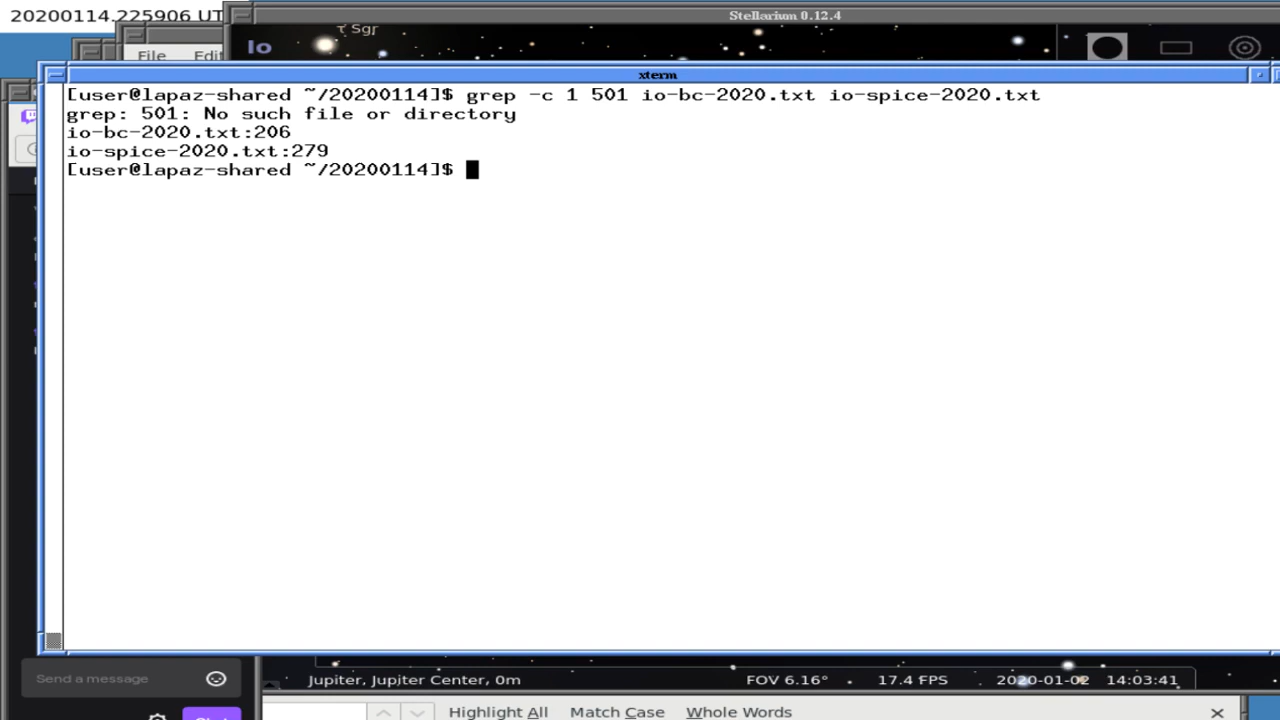 20200114.225906 UT
Stellarium 0.12.4
τ Sgr
Io
File Edi
xterm
[user@lapaz-shared ~/20200114]$ grep -c 1 501 io-bc-2020.txt io-spice-2020.txt
grep: 501: No such file or directory
io-bc-2020.txt:206
io-spice-2020.txt:279
[user@lapaz-shared ~/20200114]$
Send a message
Jupiter, Jupiter Center, 0m FOV 6.16° 17.4 FPS 2020-01-02 14:03:41
Highlight All Match Case Whole Words